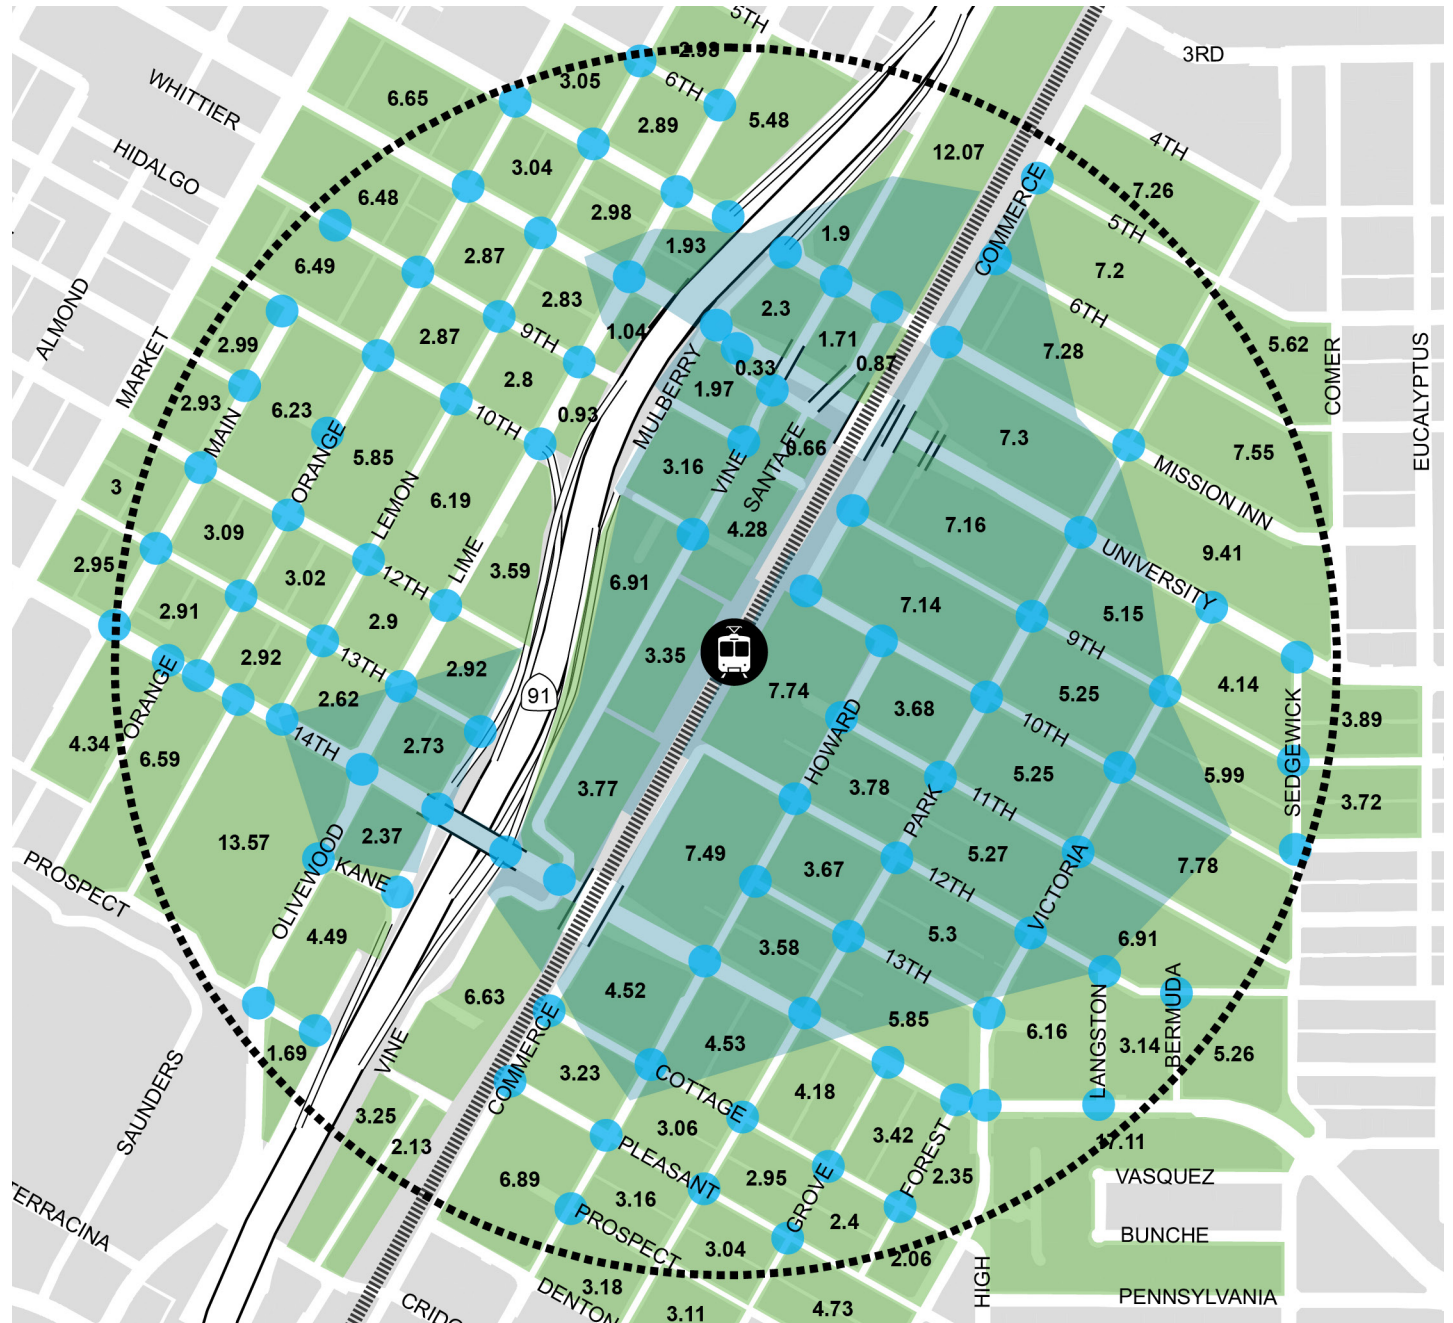 5TH
2.98
3RD
3.05
6TH
6.65
WHITTIER
2.89
5.48
4TH
HIDALGO
12.07
3.04
7.26
COMMERCE
6.48
2.98
5TH
1.93
1.9
6.49
2.87
7.2
2.83
2.3
6TH
ALMOND
MARKET
2.99
2.87
9TH
1.04
1.71
7.28
5.62
0.33
0.87
COMER
EUCALYPTUS
2.8
MULBERRY
1.97
2.93
6.23
10TH
0.93
7.3
MAIN
ORANGE
5.85
3.16
VINE
SANTA FE
0.66
7.55
3
6.19
LEMON
MISSION INN
3.09
4.28
7.16
2.95
3.02
12TH
LIME
3.59
6.91
UNIVERSITY
9.41
2.91
2.9
7.14
5.15
2.92
13TH
2.92
3.35
9TH
4.14
ORANGE
2.62
91
7.74
3.68
5.25
SEDGEWICK
3.89
4.34
14TH
2.73
HOWARD
10TH
6.59
3.77
3.78
5.25
5.99
3.72
13.57
2.37
PARK
11TH
OLIVEWOOD
KANE
7.49
3.67
5.27
7.78
PROSPECT
12TH
VICTORIA
4.49
3.58
5.3
6.91
13TH
6.63
4.52
5.85
6.16
LANGSTON
BERMUDA
1.69
VINE
COMMERCE
4.53
3.14
5.26
SAUNDERS
3.23
COTTAGE
4.18
3.25
3.06
3.42
17.11
2.13
PLEASANT
6.89
2.95
FOREST
2.35
VASQUEZ
3.16
GROVE
2.4
PROSPECT
3.04
2.06
BUNCHE
3.18
HIGH
DENTON
3.11
4.73
PENNSYLVANIA